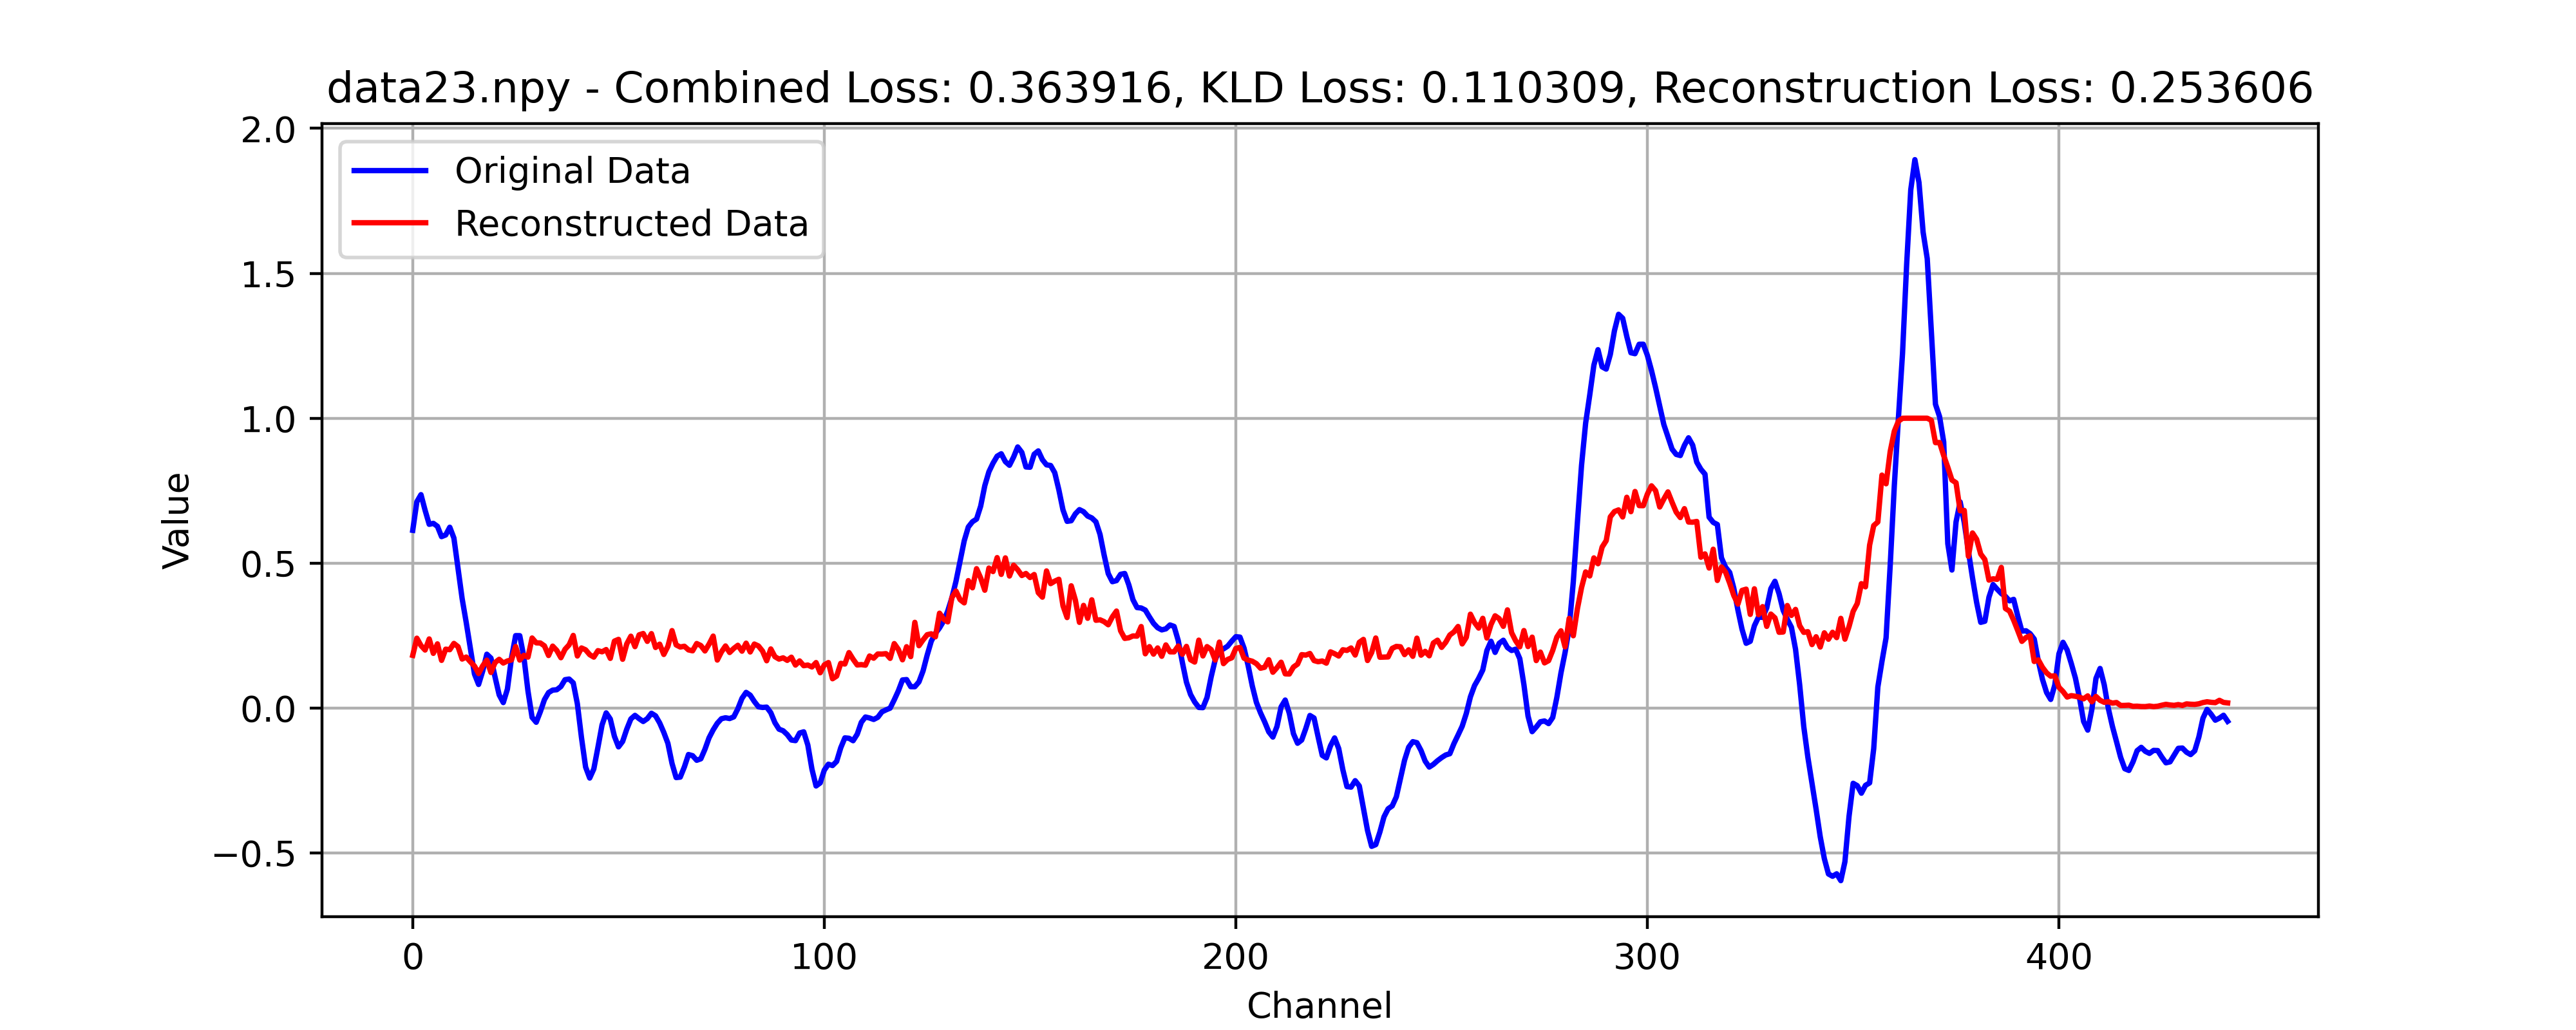 data23.npy - Combined Loss: 0.363916, KLD Loss: 0.110309, Reconstruction Loss: 0.253606
Original Data
Reconstructed Data
2.0
1.5
1.0
0.5
0.0
−0.5
Value
0 100 200 300 400
Channel